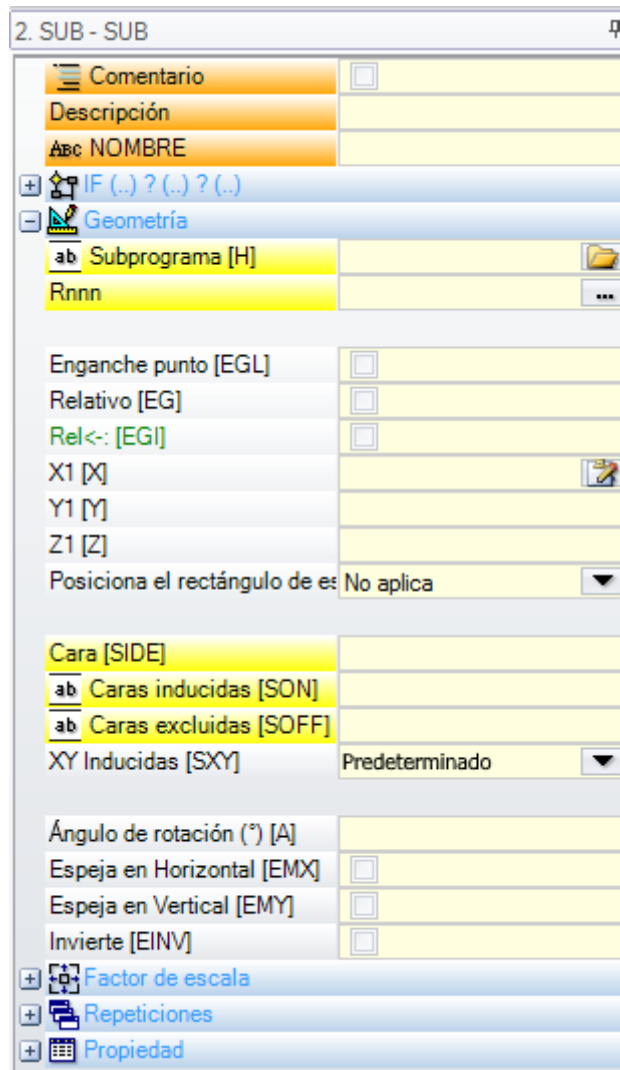 2. SUB - SUB
Comentario
Descripción
ABC NOMBRE
IF (..) ? (..) ? (..)
Geometría
ab Subprograma [H]
Rnnn ...
Enganche punto [EGL]
Relativo [EG]
Rel<-: [EGI]
X1 [X]
Y1 [Y]
Z1 [Z]
Posiciona el rectángulo de es No aplica
Cara [SIDE]
ab Caras inducidas [SON]
ab Caras excluidas [SOFF]
XY Inducidas [SXY] Predeterminado
Ángulo de rotación (°) [A]
Espeja en Horizontal [EMX]
Espeja en Vertical [EMY]
Invierte [EINV]
Factor de escala
Repeticiones
Propiedad